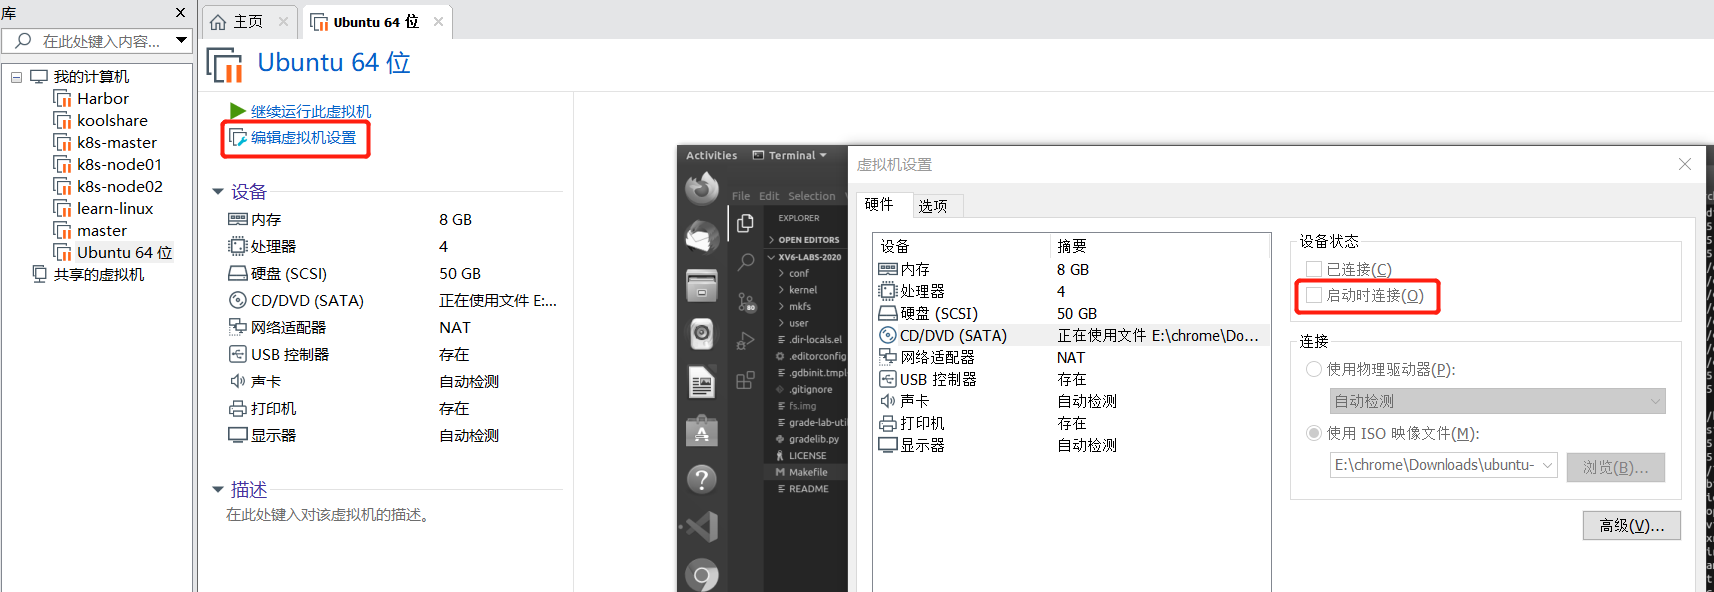 库
主页
Ubuntu 64 位
在此处键入内容...
我的计算机
Harbor
koolshare
k8s-master
k8s-node01
k8s-node02
learn-linux
master
Ubuntu 64 位
共享的虚拟机
Ubuntu 64 位
继续运行此虚拟机
编辑虚拟机设置
设备
内存 8 GB
处理器 4
硬盘 (SCSI) 50 GB
CD/DVD (SATA) 正在使用文件 E:...
网络适配器 NAT
USB 控制器 存在
声卡 自动检测
打印机 存在
显示器 自动检测
描述
在此处键入对该虚拟机的描述。
Activities Terminal
File Edit Selection
EXPLORER
OPEN EDITORS
XV6-LABS-2020
conf
kernel
80
mkfs
user
.dir-locals.el
.editorconfig
.gdbinit.tmpl
.gitignore
fs.img
grade-lab-uti
gradelib.py
LICENSE
Makefile
README
虚拟机设置
硬件 选项
设备 摘要
内存 8 GB
处理器 4
硬盘 (SCSI) 50 GB
CD/DVD (SATA) 正在使用文件 E:\chrome\Do...
网络适配器 NAT
USB 控制器 存在
声卡 自动检测
打印机 存在
显示器 自动检测
设备状态
已连接(C)
启动时连接(O)
连接
使用物理驱动器(P):
自动检测
使用 ISO 映像文件(M):
E:\chrome\Downloads\ubuntu-
浏览(B)...
高级(V)...